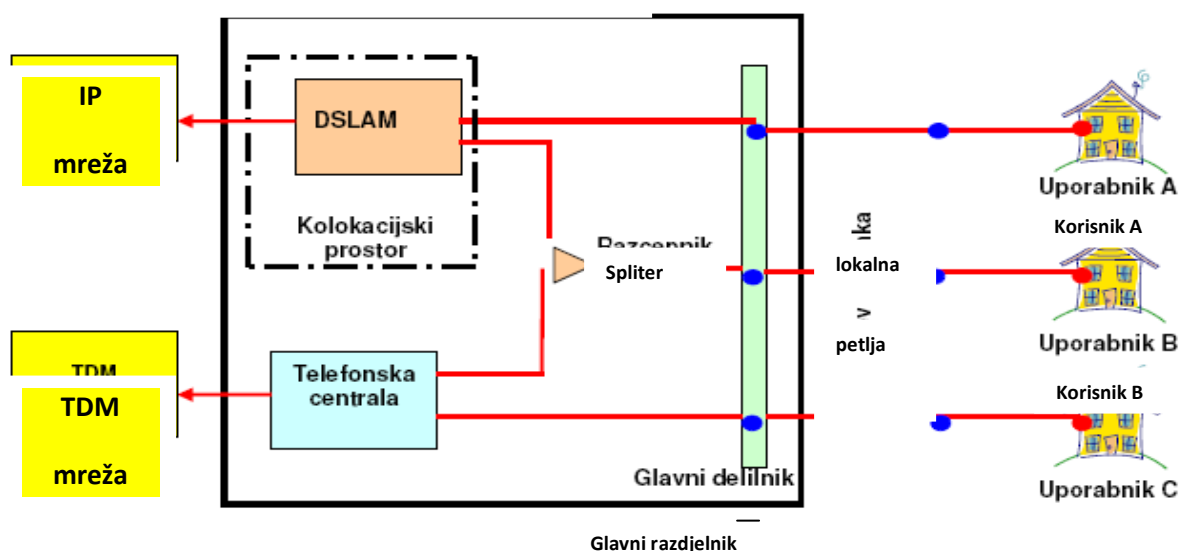 IP
mreža
DSLAM
Kolokacijski
prostor
Spliter
Uporabnik A
Korisnik A
lokalna
petlja
Uporabnik B
Korisnik B
TDM
mreža
Telefonska
centrala
Glavni delilnik
Uporabnik C
Glavni razdjelnik